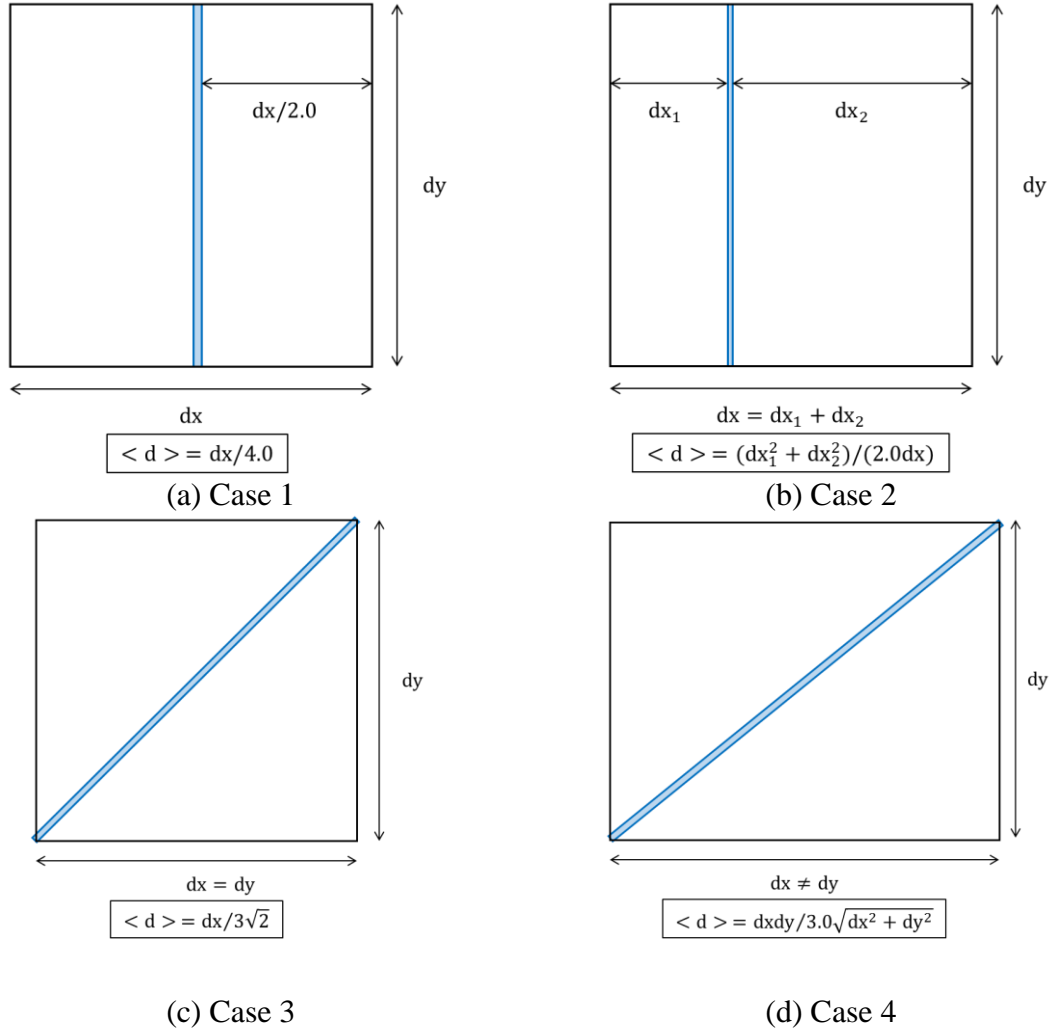 dx/2.0
dy
dx
< d > = dx/4.0
(a) Case 1
dx₁
dx₂
dy
dx = dx₁ + dx₂
< d > = (dx₁² + dx₂²)/(2.0dx)
(b) Case 2
dy
dx = dy
< d > = dx/3√2
(c) Case 3
dy
dx ≠ dy
< d > = dxdy/3.0√(dx² + dy²)
(d) Case 4